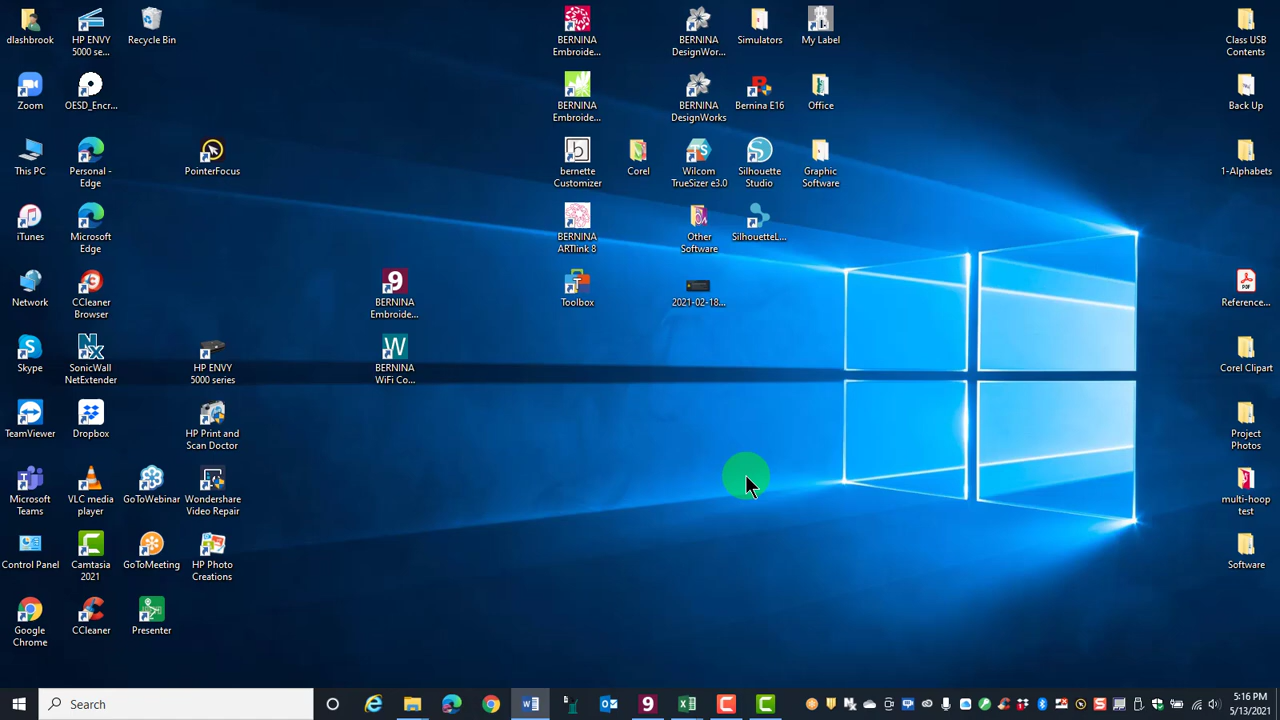 dlashbrook
HP ENVY
5000 se...
Recycle Bin
BERNINA
Embroide...
BERNINA
DesignWor...
Simulators
My Label
Class USB
Contents
Zoom
OESD_Encr...
BERNINA
Embroide...
BERNINA
DesignWorks
Bernina E16
Office
Back Up
This PC
Personal -
Edge
PointerFocus
b
bernette
Customizer
Corel
TS
Wilcom
TrueSizer e3.0
Silhouette
Studio
Graphic
Software
1-Alphabets
iTunes
Microsoft
Edge
BERNINA
ARTlink 8
Other
Software
SilhouetteL...
Network
CCleaner
Browser
9
BERNINA
Embroide...
T
Toolbox
2021-02-18...
PDF
Reference...
Skype
SonicWall
NetExtender
HP ENVY
5000 series
W
BERNINA
WiFi Co...
Corel Clipart
TeamViewer
Dropbox
HP Print and
Scan Doctor
Project
Photos
Microsoft
Teams
VLC media
player
GoToWebinar
Wondershare
Video Repair
multi-hoop
test
Control Panel
Camtasia
2021
GoToMeeting
HP Photo
Creations
Software
Google
Chrome
CCleaner
Presenter
Search
9
5:16 PM
5/13/2021